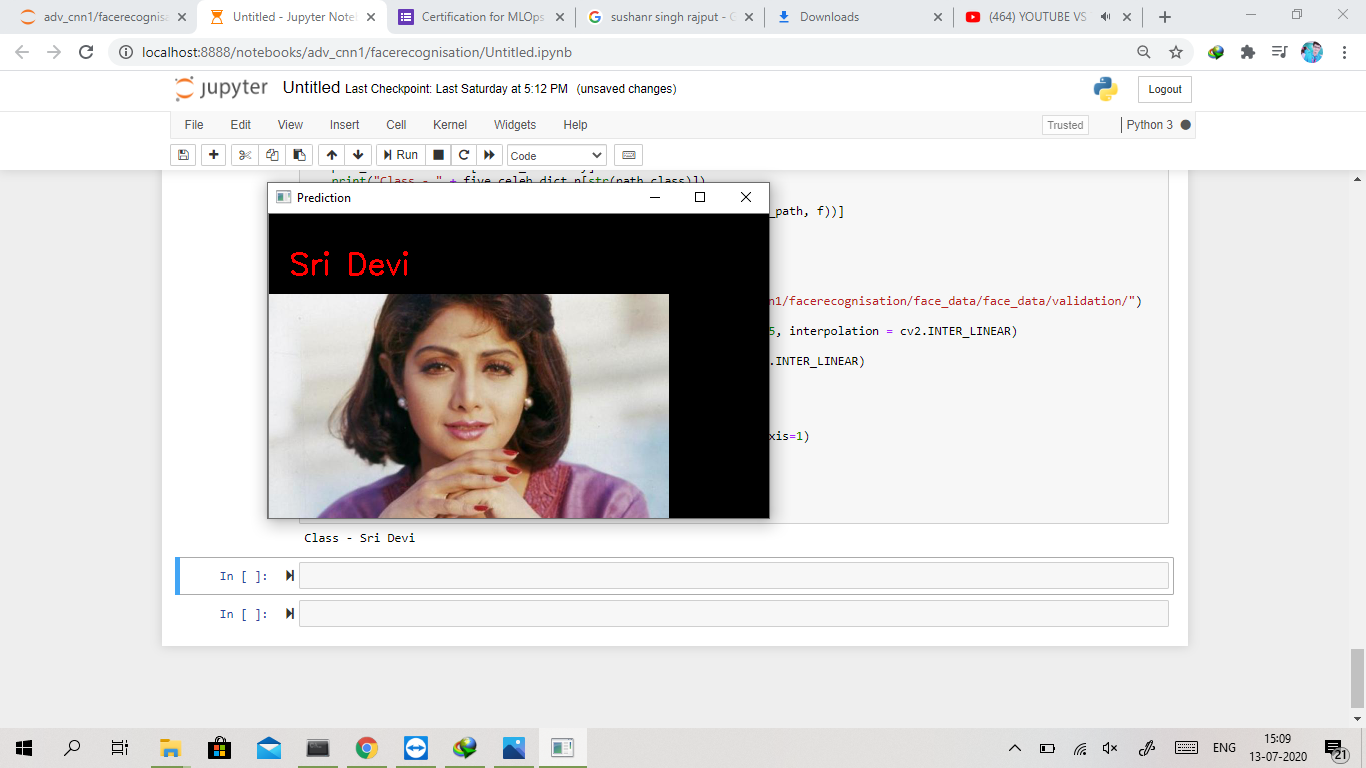 adv_cnn1/facerecognisa
Untitled - Jupyter Note
Certification for MLOps
sushanr singh rajput - G
Downloads
(464) YOUTUBE VS
localhost:8888/notebooks/adv_cnn1/facerecognisation/Untitled.ipynb
jupyter Untitled Last Checkpoint: Last Saturday at 5:12 PM (unsaved changes)
Logout
File Edit View Insert Cell Kernel Widgets Help
Trusted Python 3
Run Code
print("Class - " + five_celeb_dict_n[str(path_class)])
Prediction
_path, f))]
Sri Devi
n1/facerecognisation/face_data/face_data/validation/")
5, interpolation = cv2.INTER_LINEAR)
.INTER_LINEAR)
xis=1)
Class - Sri Devi
In [ ]:
In [ ]:
ENG
15:09
13-07-2020
21